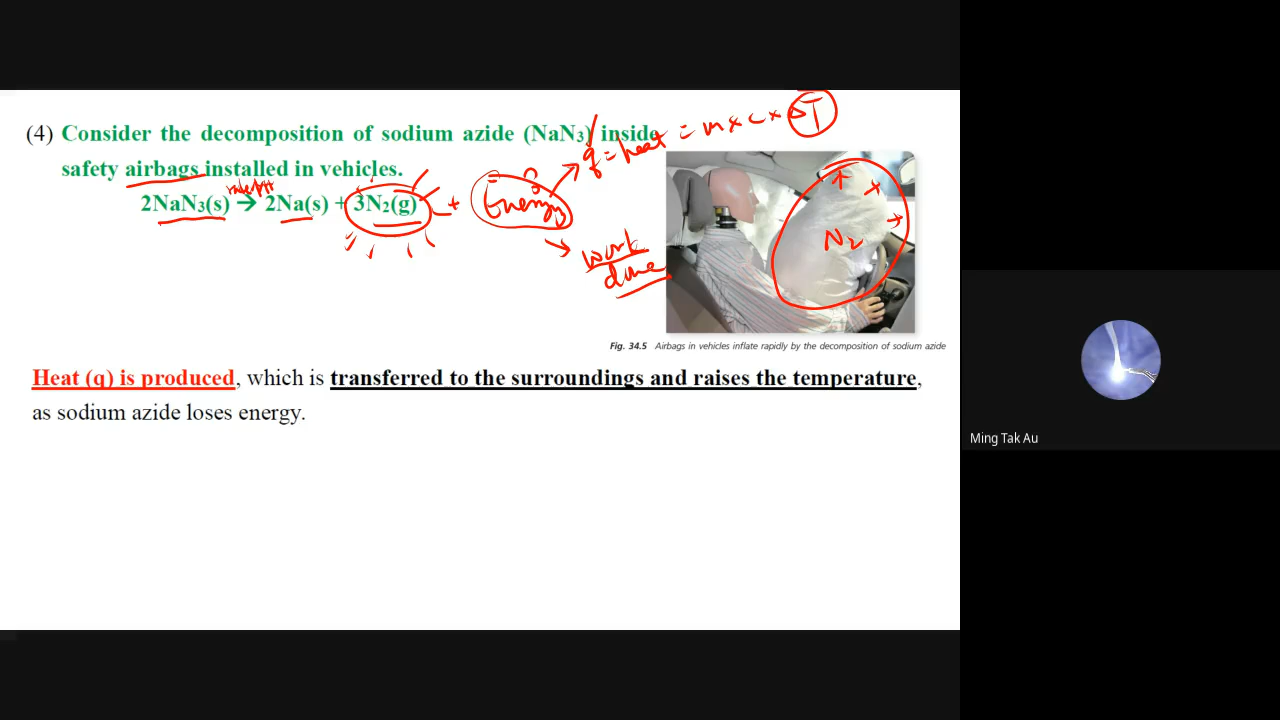 (4) Consider the decomposition of sodium azide (NaN3) inside
safety airbags installed in vehicles.
2NaN3(s) → 2Na(s) + 3N2(g) + Energy
q = heat = m × c × ΔT
work
done
N2
Fig. 34.5 Airbags in vehicles inflate rapidly by the decomposition of sodium azide
Heat (q) is produced, which is transferred to the surroundings and raises the temperature,
as sodium azide loses energy.
Ming Tak Au